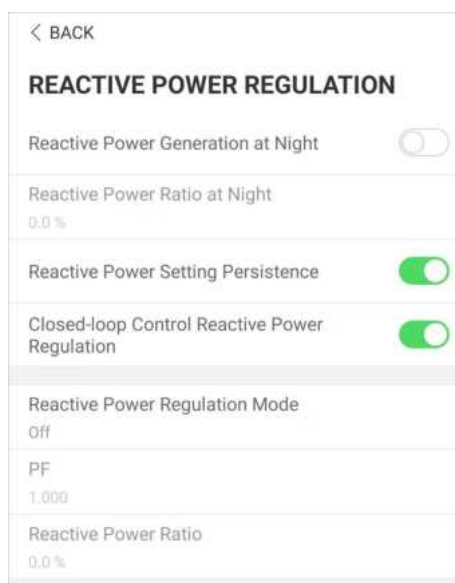 < BACK
REACTIVE POWER REGULATION
Reactive Power Generation at Night
Reactive Power Ratio at Night
0.0 %
Reactive Power Setting Persistence
Closed-loop Control Reactive Power
Regulation
Reactive Power Regulation Mode
Off
PF
1.000
Reactive Power Ratio
0.0 %